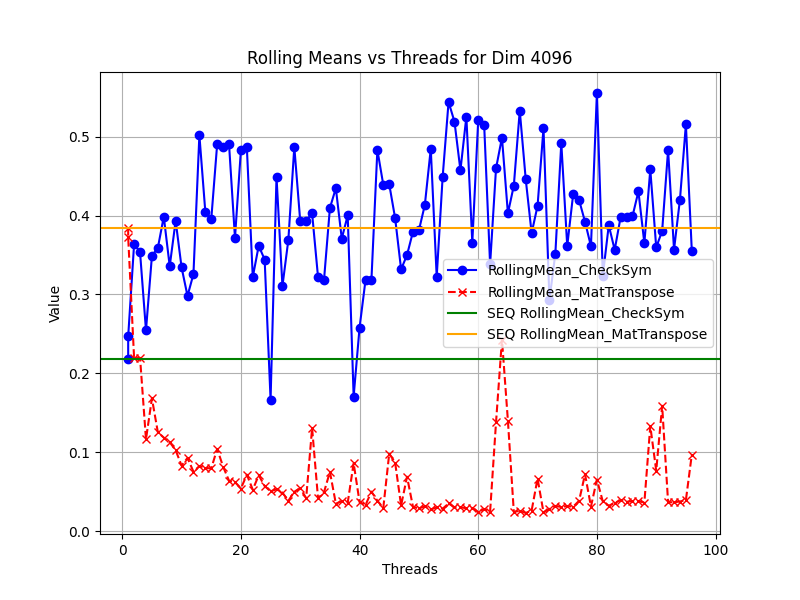 Rolling Means vs Threads for Dim 4096
Value
0.5
0.4
0.3
0.2
0.1
0.0
RollingMean_CheckSym
RollingMean_MatTranspose
SEQ RollingMean_CheckSym
SEQ RollingMean_MatTranspose
0 20 40 60 80 100
Threads